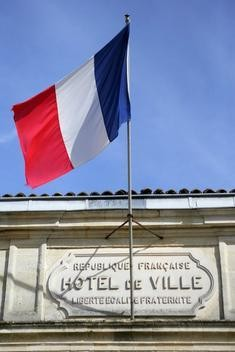 REPUBLIQUE FRANÇAISE
HOTEL DE VILLE
LIBERTE EGALITE FRATERNITE